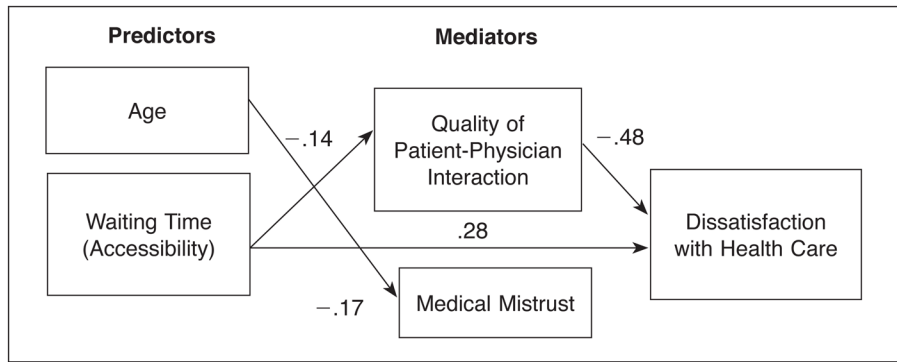 Predictors
Mediators
Age
−.14
Quality of
Patient-Physician
Interaction
−.48
Waiting Time
(Accessibility)
.28
Dissatisfaction
with Health Care
−.17
Medical Mistrust